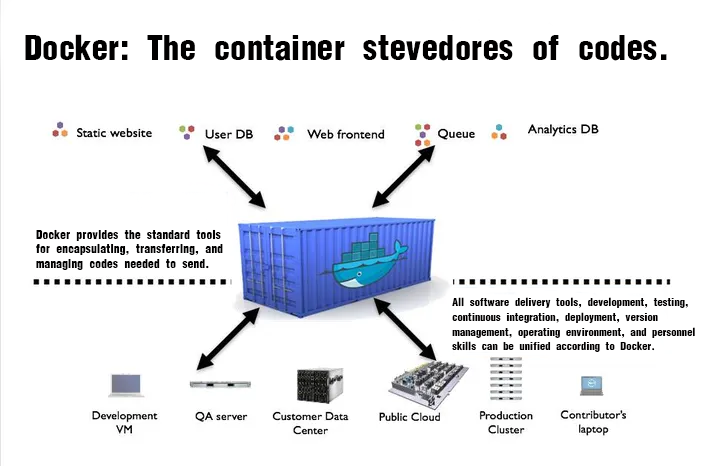 Docker: The container stevedores of codes.
Static website
User DB
Web frontend
Queue
Analytics DB
Docker provides the standard tools
for encapsulating, transferring, and
managing codes needed to send.
All software delivery tools, development, testing,
continuous integration, deployment, version
management, operating environment, and personnel
skills can be unified according to Docker.
Development
VM
QA server
Customer Data
Center
Public Cloud
Production
Cluster
Contributor's
laptop